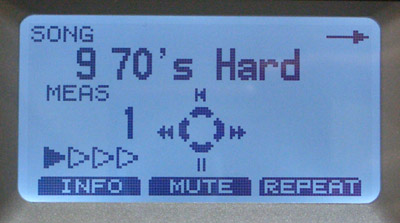 SONG
9 70's Hard
MEAS
1
INFO MUTE REPEAT